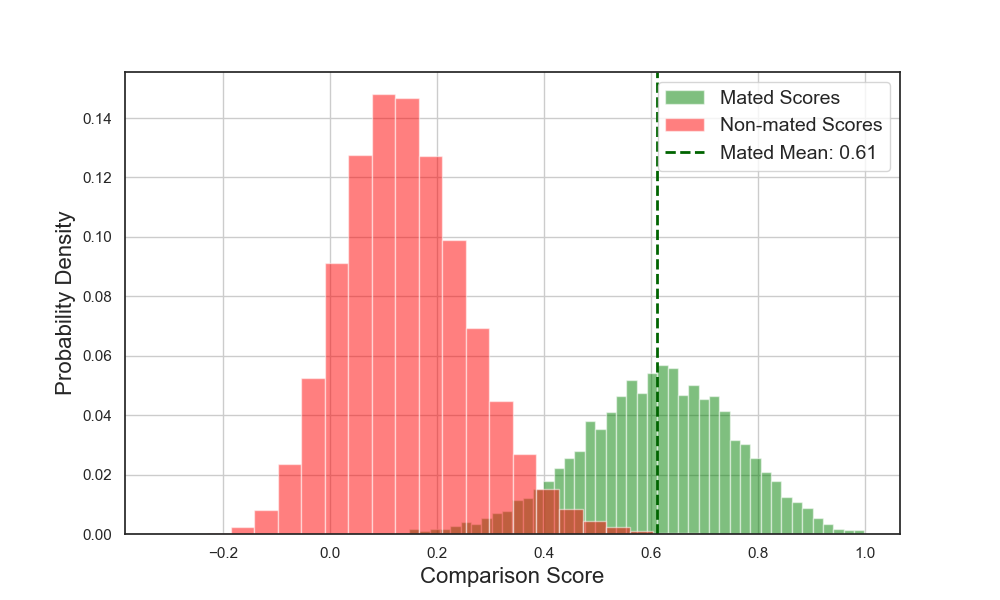 Mated Scores
Non-mated Scores
Mated Mean: 0.61
Probability Density
0.14
0.12
0.10
0.08
0.06
0.04
0.02
0.00
−0.2 0.0 0.2 0.4 0.6 0.8 1.0
Comparison Score